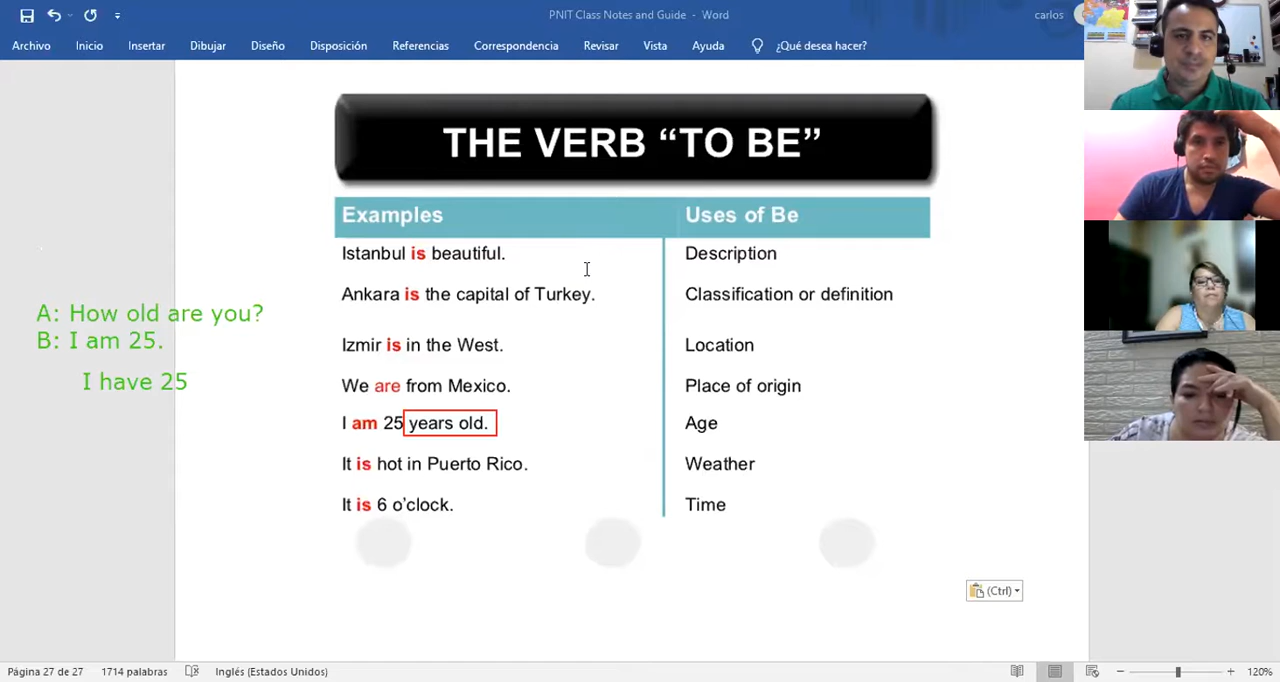 PNIT Class Notes and Guide - Word
carlos
Archivo Inicio Insertar Dibujar Diseño Disposición Referencias Correspondencia Revisar Vista Ayuda ¿Qué desea hacer?
THE VERB “TO BE”
Examples Uses of Be
Istanbul is beautiful. Description
Ankara is the capital of Turkey. Classification or definition
Izmir is in the West. Location
We are from Mexico. Place of origin
I am 25 years old. Age
It is hot in Puerto Rico. Weather
It is 6 o’clock. Time
A: How old are you?
B: I am 25.
I have 25
(Ctrl)
Página 27 de 27 1714 palabras Inglés (Estados Unidos) 120%